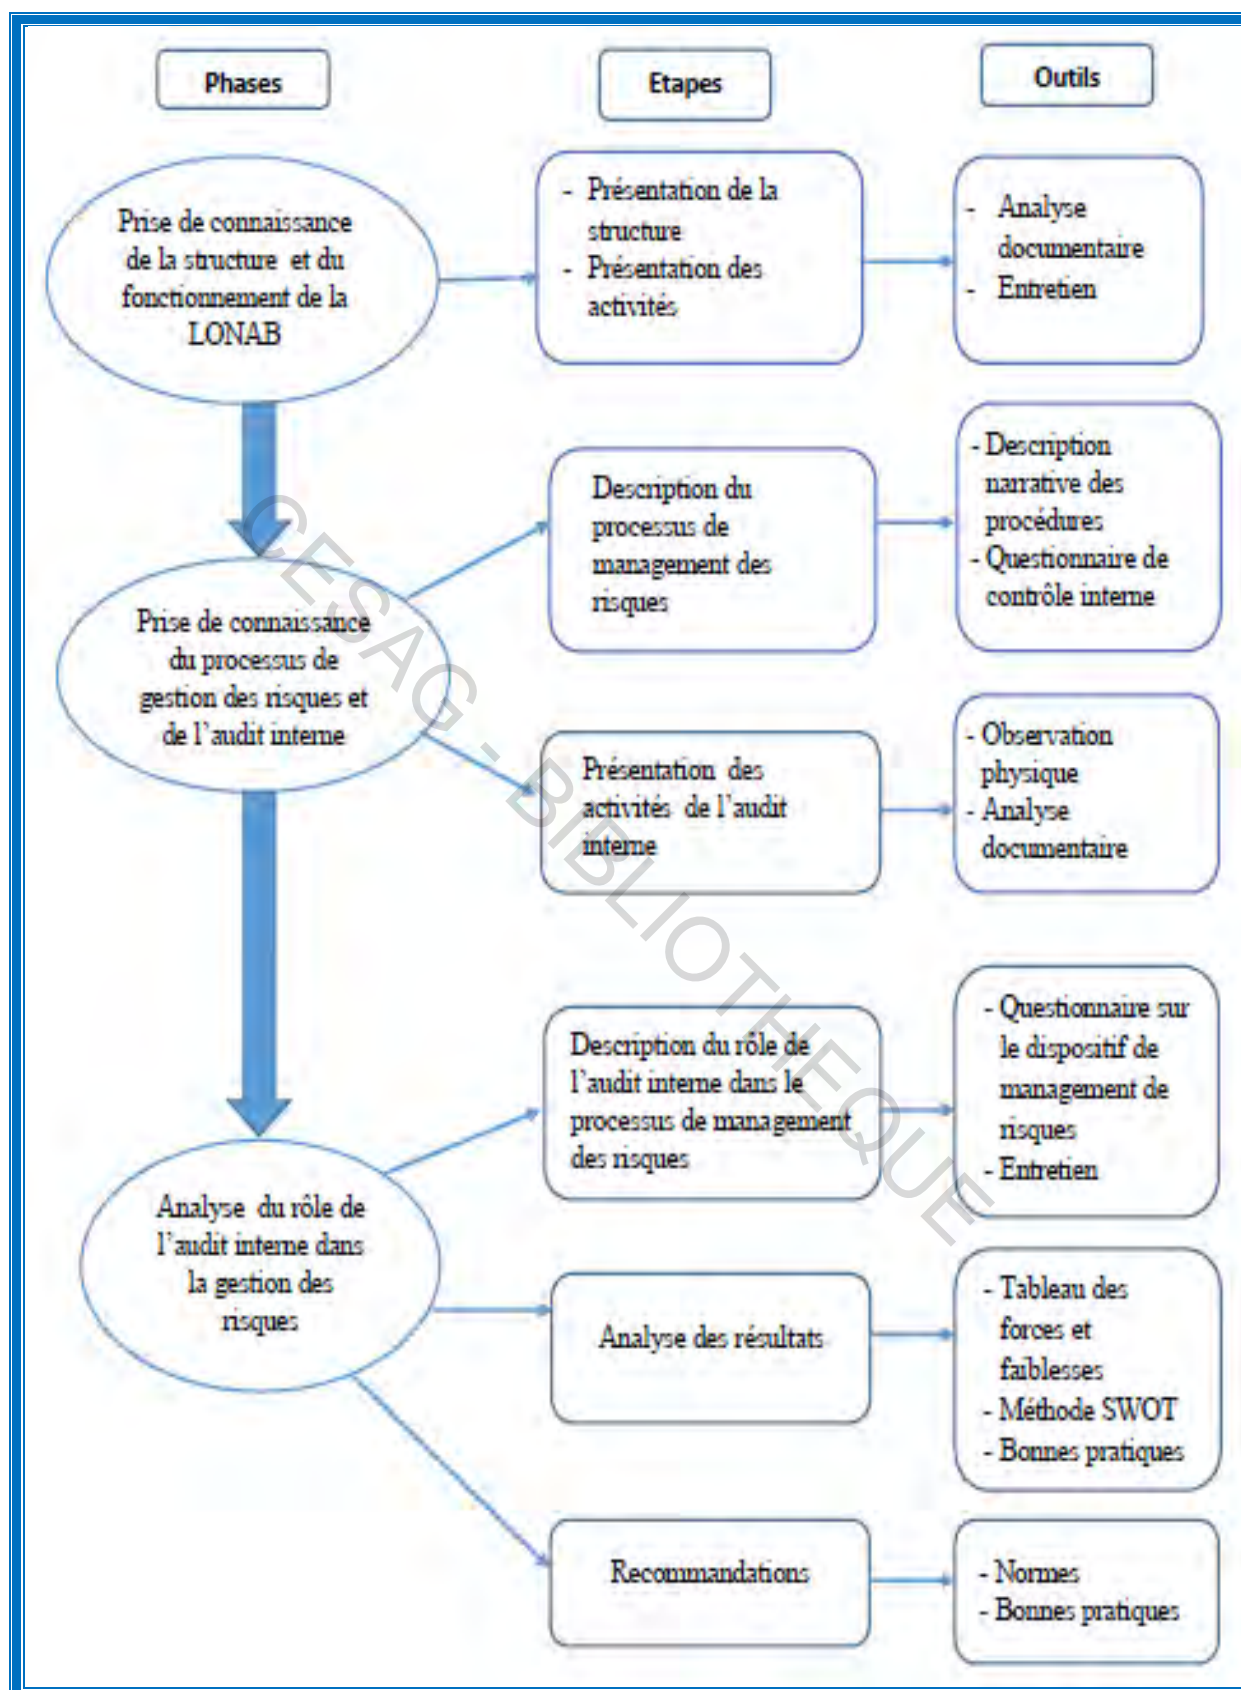 Phases
Etapes
Outils
Prise de connaissance
de la structure et du
fonctionnement de la
LONAB
- Présentation de la
structure
- Présentation des
activités
- Analyse
documentaire
- Entretien
Prise de connaissance
du processus de
gestion des risques et
de l’audit interne
Description du
processus de
management des
risques
- Description
narrative des
procédures
- Questionnaire de
contrôle interne
Présentation des
activités de l’audit
interne
- Observation
physique
- Analyse
documentaire
Analyse du rôle de
l’audit interne dans
la gestion des
risques
Description du rôle de
l’audit interne dans le
processus de management
des risques
- Questionnaire sur
le dispositif de
management de
risques
- Entretien
Analyse des résultats
- Tableau des
forces et
faiblesses
- Méthode SWOT
- Bonnes pratiques
Recommandations
- Normes
- Bonnes pratiques
CESAG - BIBLIOTHEQUE